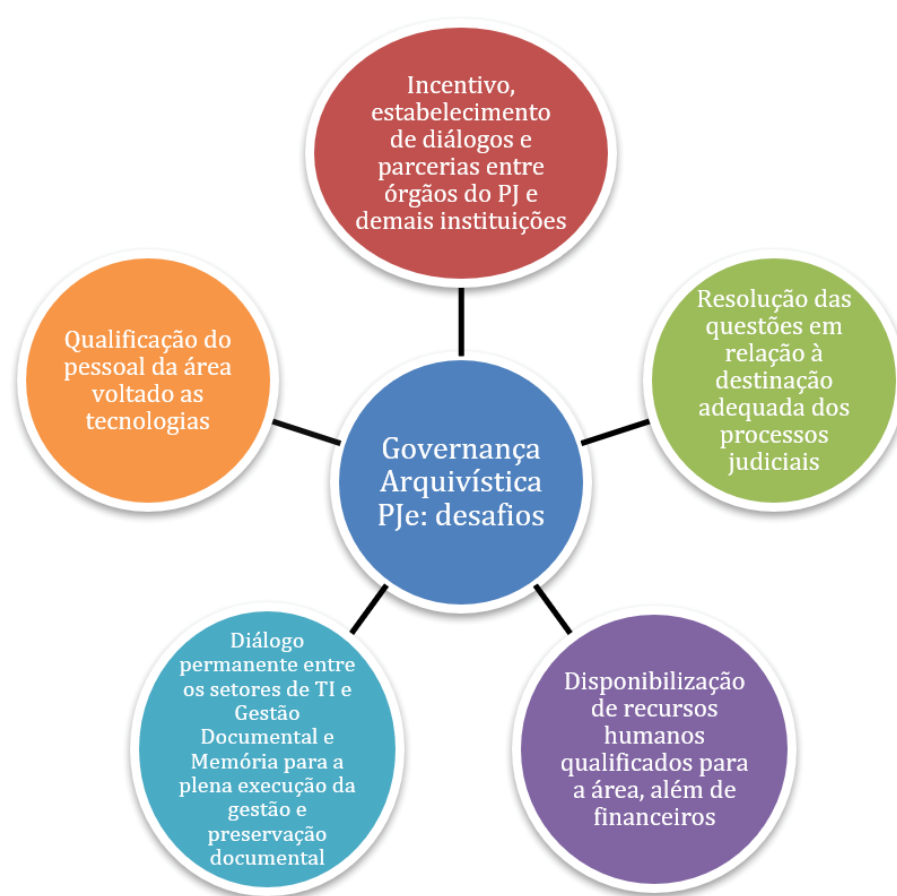 Incentivo,
estabelecimento
de diálogos e
parcerias entre
órgãos do PJ e
demais instituições
Resolução das
questões em
relação à
destinação
adequada dos
processos
judiciais
Disponibilização
de recursos
humanos
qualificados para
a área, além de
financeiros
Diálogo
permanente entre
os setores de TI e
Gestão
Documental e
Memória para a
plena execução da
gestão e
preservação
documental
Qualificação do
pessoal da área
voltado as
tecnologias
Governança
Arquivística
PJe: desafios